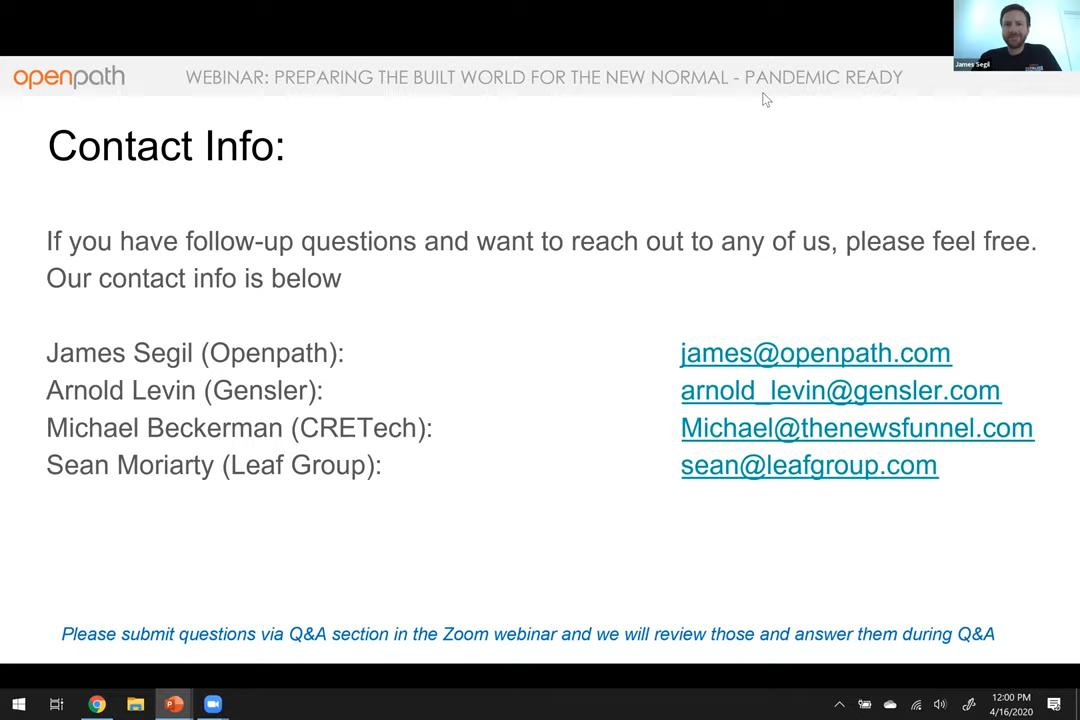 openpath
WEBINAR: PREPARING THE BUILT WORLD FOR THE NEW NORMAL - PANDEMIC READY
James Segil
Contact Info:
If you have follow-up questions and want to reach out to any of us, please feel free.
Our contact info is below
James Segil (Openpath): james@openpath.com
Arnold Levin (Gensler): arnold_levin@gensler.com
Michael Beckerman (CRETech): Michael@thenewsfunnel.com
Sean Moriarty (Leaf Group): sean@leafgroup.com
Please submit questions via Q&A section in the Zoom webinar and we will review those and answer them during Q&A
12:00 PM
4/16/2020